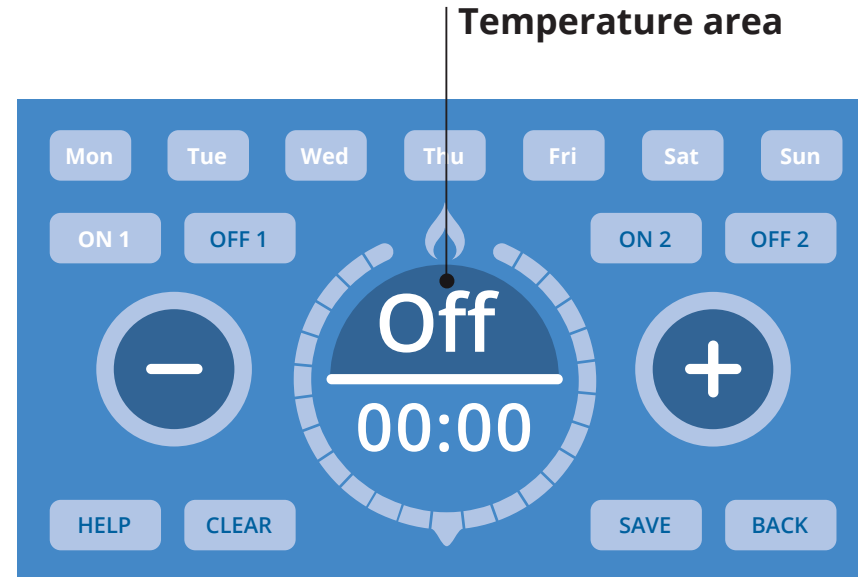 Temperature area
Mon Tue Wed Thu Fri Sat Sun
ON 1 OFF 1 ON 2 OFF 2
Off
00:00
HELP CLEAR SAVE BACK